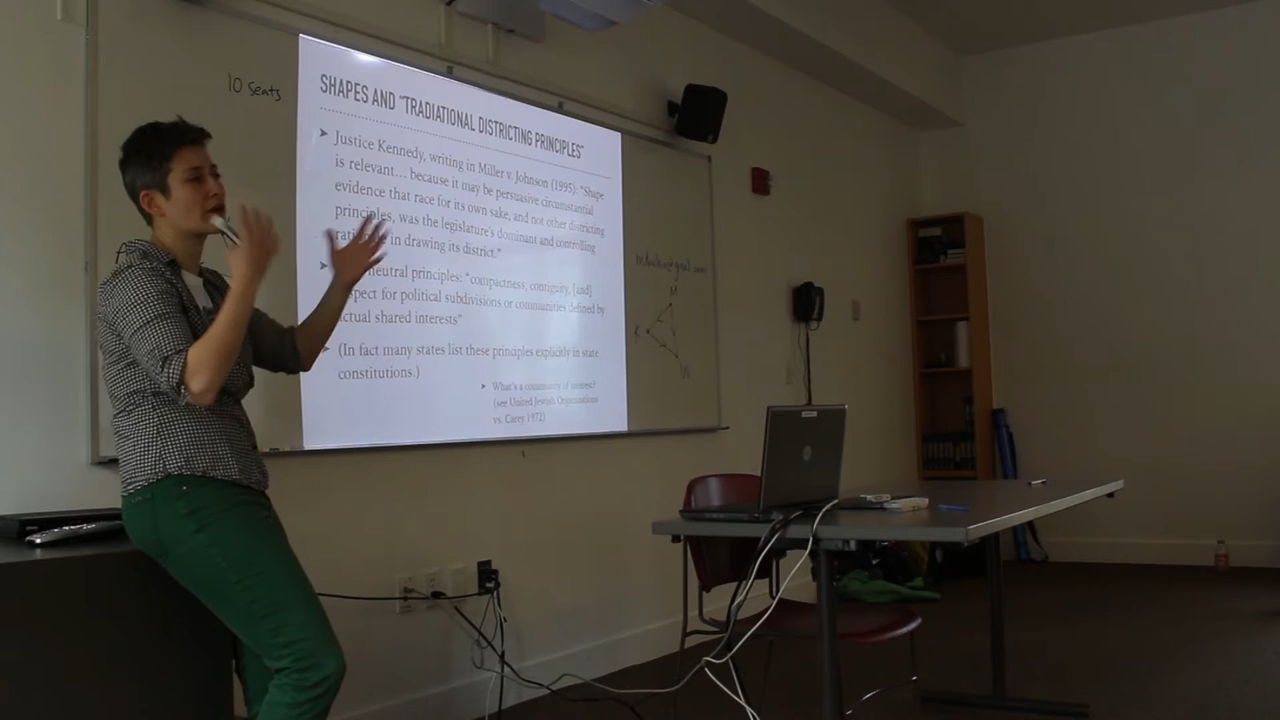 10 Seats
SHAPES AND "TRADIATIONAL DISTRICTING PRINCIPLES"
➤ Justice Kennedy, writing in Miller v. Johnson (1995): "Shape
is relevant… because it may be persuasive circumstantial
evidence that race for its own sake, and not other districting
principles, was the legislature's dominant and controlling
in drawing its district."
neutral principles: "compactness, contiguity, [and]
for political subdivisions or communities defined by
actual shared interests"
➤ (In fact many states list these principles explicitly in state
constitutions.)
➤ What's a community of interest?
(see United Jewish Organizations
vs. Carey 1972)
M
K